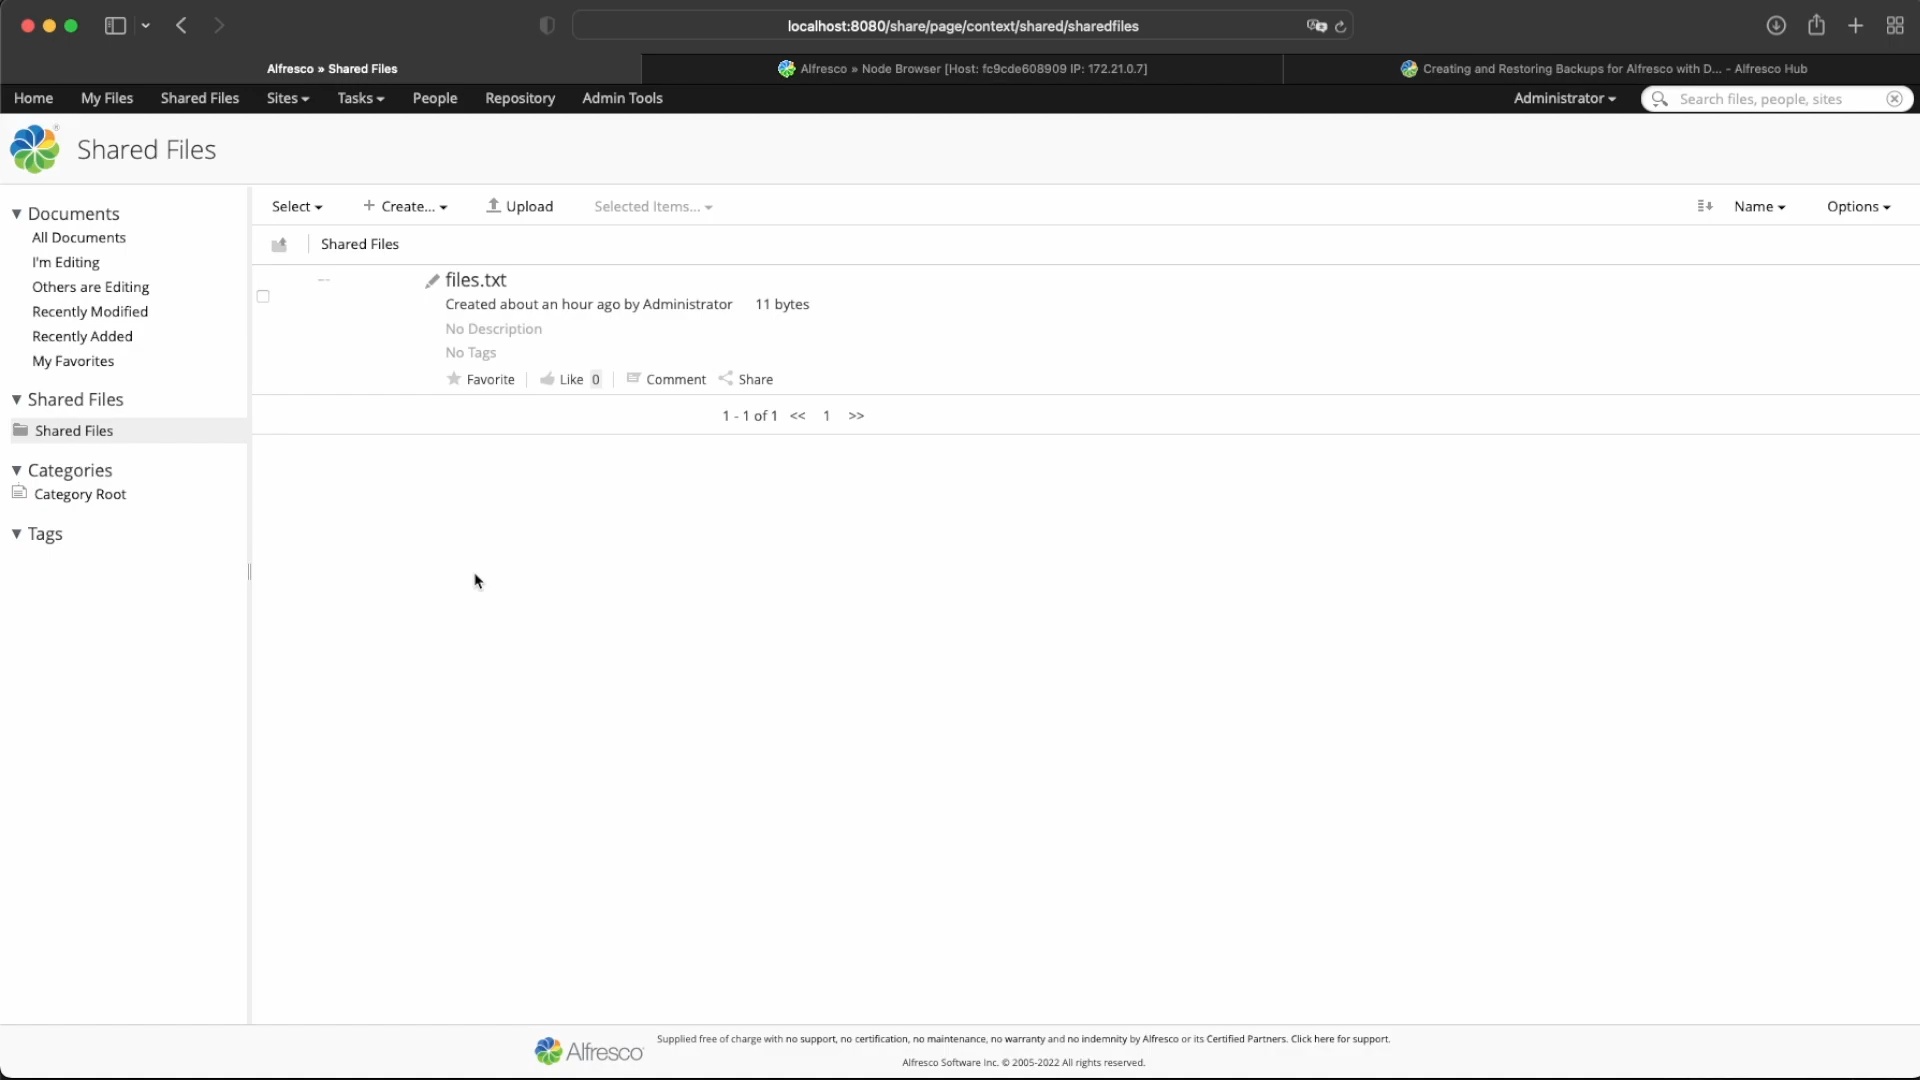 localhost:8080/share/page/context/shared/sharedfiles
Alfresco » Shared Files
Alfresco » Node Browser [Host: fc9cde608909 IP: 172.21.0.7]
Creating and Restoring Backups for Alfresco with D... - Alfresco Hub
Home My Files Shared Files Sites Tasks People Repository Admin Tools Administrator Search files, people, sites
Shared Files
Documents
All Documents
I'm Editing
Others are Editing
Recently Modified
Recently Added
My Favorites
Shared Files
Shared Files
Categories
Category Root
Tags
Select + Create... Upload Selected Items... Name Options
Shared Files
files.txt
Created about an hour ago by Administrator 11 bytes
No Description
No Tags
Favorite Like 0 Comment Share
1 - 1 of 1 << 1 >>
Alfresco
Supplied free of charge with no support, no certification, no maintenance, no warranty and no indemnity by Alfresco or its Certified Partners. Click here for support.
Alfresco Software Inc. © 2005-2022 All rights reserved.